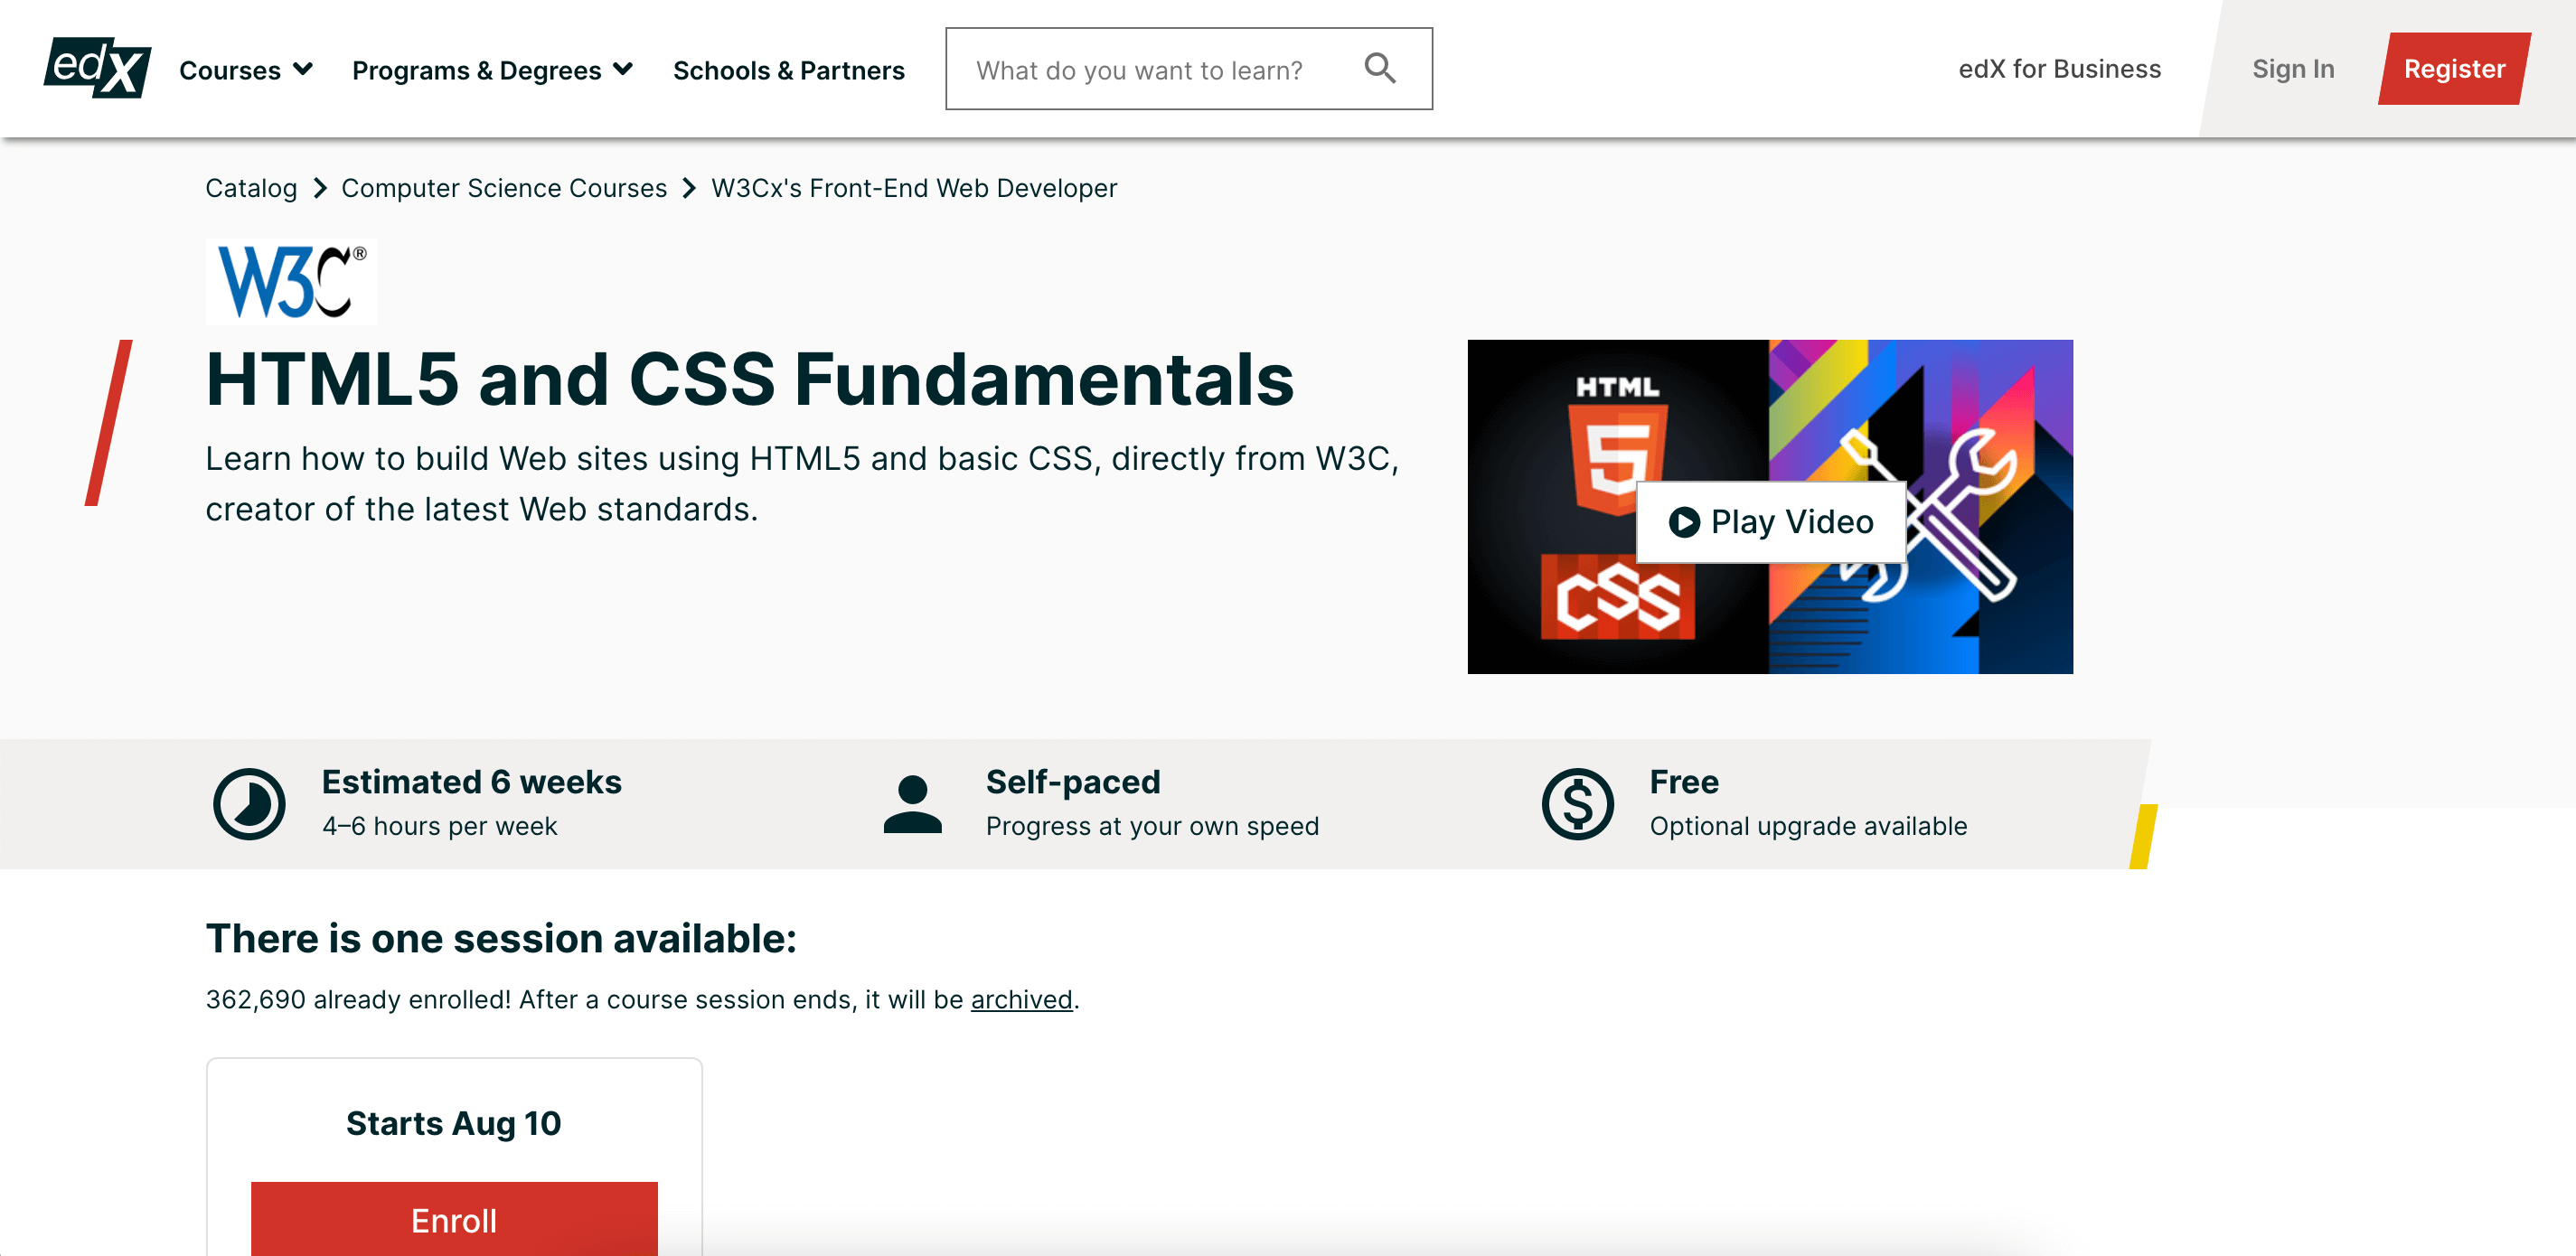 edX
Courses
Programs & Degrees
Schools & Partners
What do you want to learn?
edX for Business
Sign In
Register
Catalog
Computer Science Courses
W3Cx's Front-End Web Developer
W3C®
HTML5 and CSS Fundamentals
Learn how to build Web sites using HTML5 and basic CSS, directly from W3C,
creator of the latest Web standards.
HTML
5
Play Video
CSS
Estimated 6 weeks
4–6 hours per week
Self-paced
Progress at your own speed
Free
Optional upgrade available
There is one session available:
362,690 already enrolled! After a course session ends, it will be archived.
Starts Aug 10
Enroll